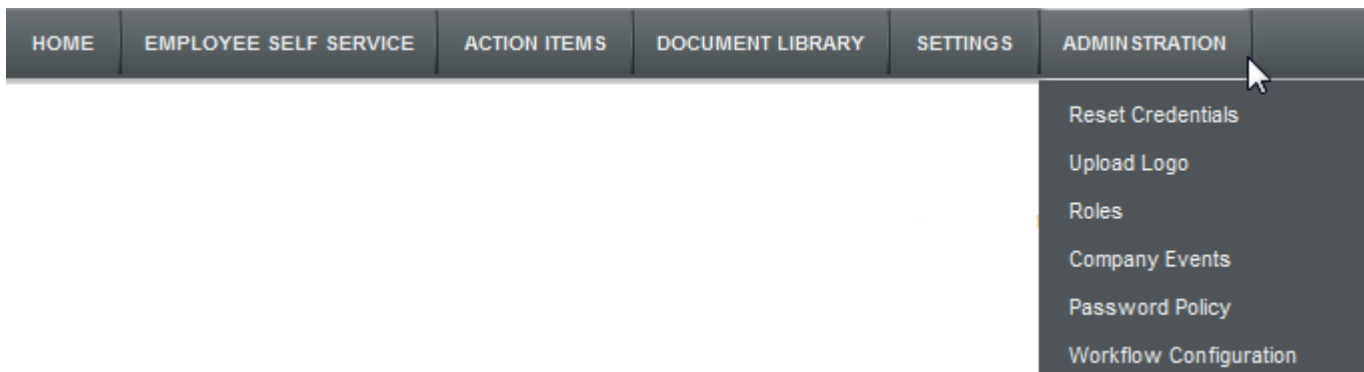 HOME EMPLOYEE SELF SERVICE ACTION ITEMS DOCUMENT LIBRARY SETTINGS ADMINSTRATION
Reset Credentials
Upload Logo
Roles
Company Events
Password Policy
Workflow Configuration